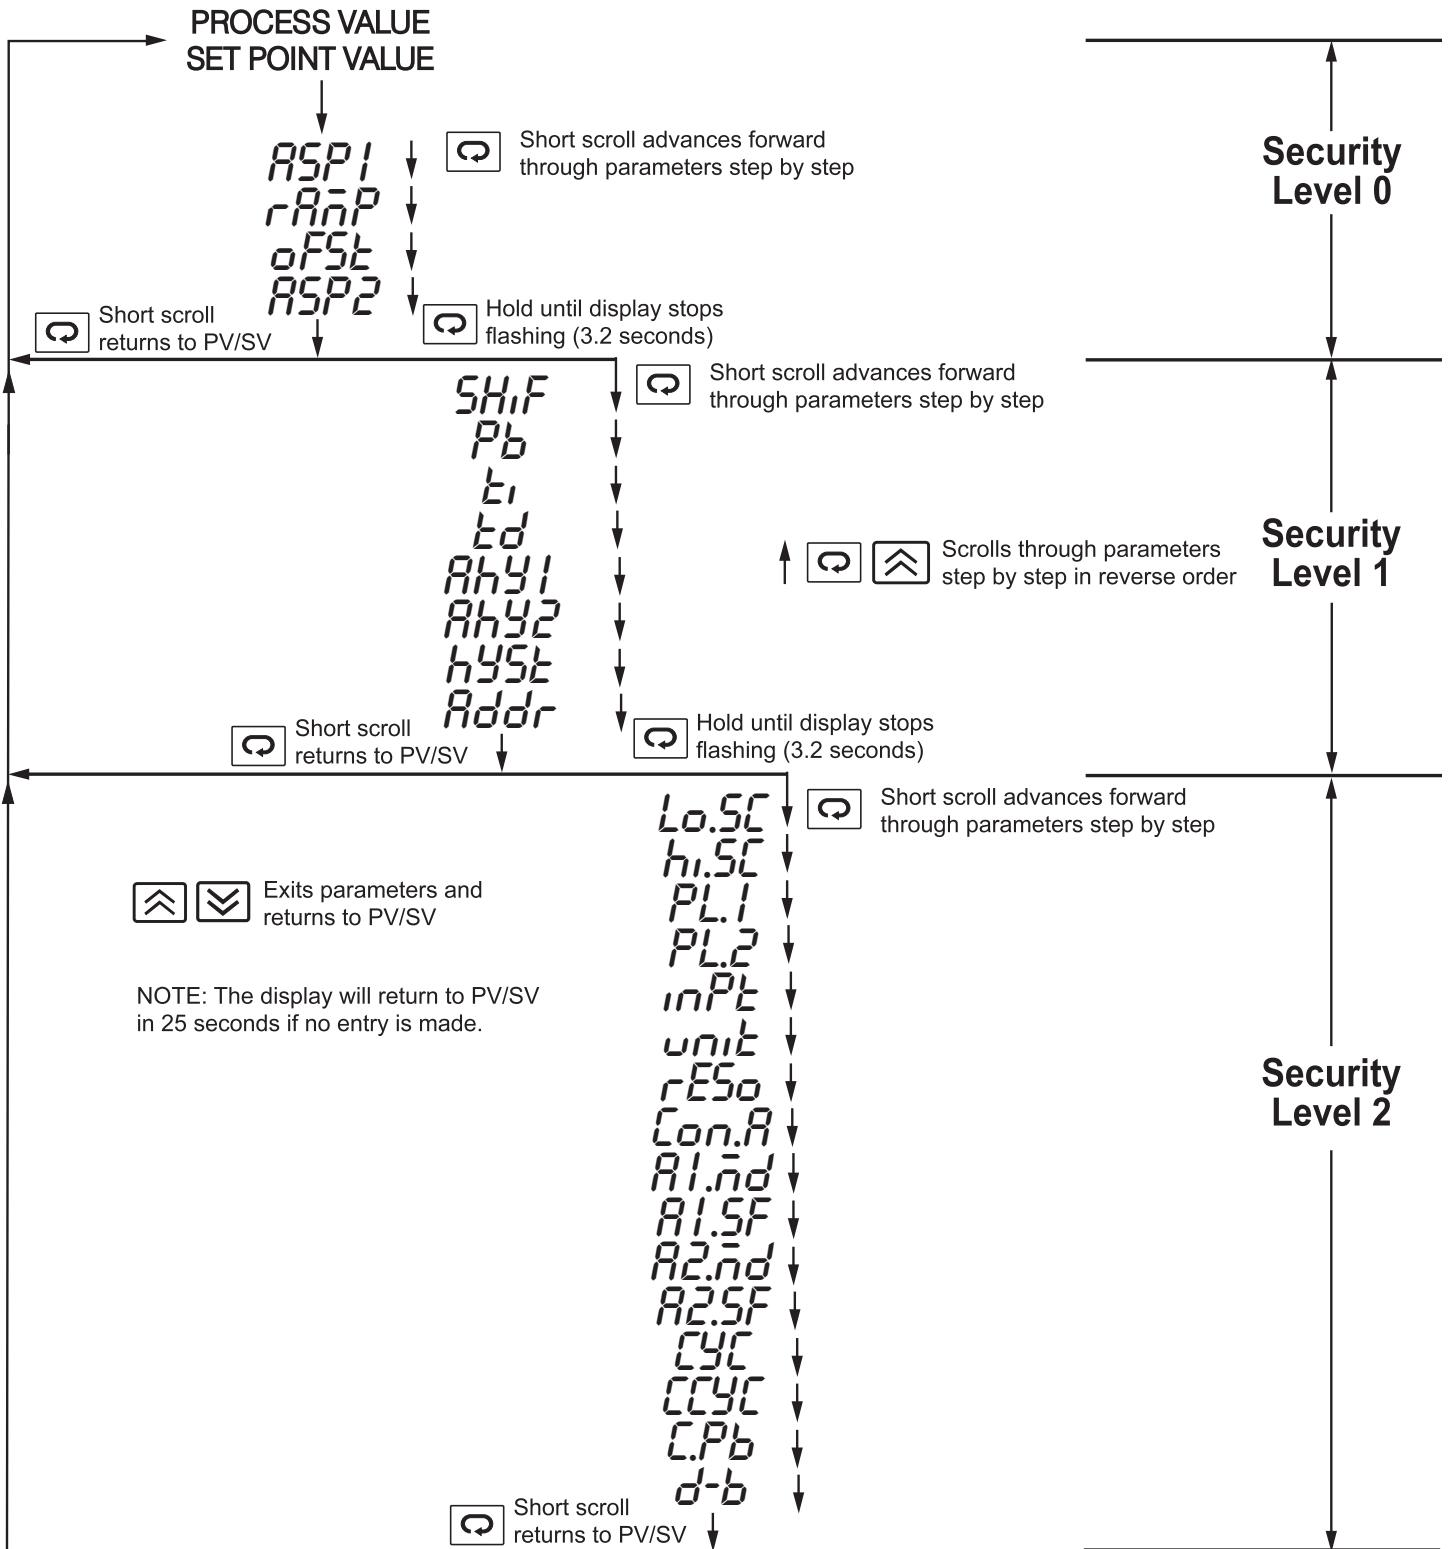 PROCESS VALUE
SET POINT VALUE
ASP1
Short scroll advances forward
through parameters step by step
rAmP
oFSt
ASP2
Security
Level 0
Short scroll
returns to PV/SV
Hold until display stops
flashing (3.2 seconds)
SHiF
Short scroll advances forward
through parameters step by step
Pb
ti
td
AhY1
AhY2
hYSt
Addr
Scrolls through parameters
step by step in reverse order
Security
Level 1
Short scroll
returns to PV/SV
Hold until display stops
flashing (3.2 seconds)
Lo.SC
Short scroll advances forward
through parameters step by step
hi.SC
PL.1
PL.2
inPt
unit
rESo
Con.A
A1.md
A1.SF
A2.md
A2.SF
CYC
CCYC
C.Pb
d-b
Exits parameters and
returns to PV/SV
NOTE: The display will return to PV/SV
in 25 seconds if no entry is made.
Security
Level 2
Short scroll
returns to PV/SV